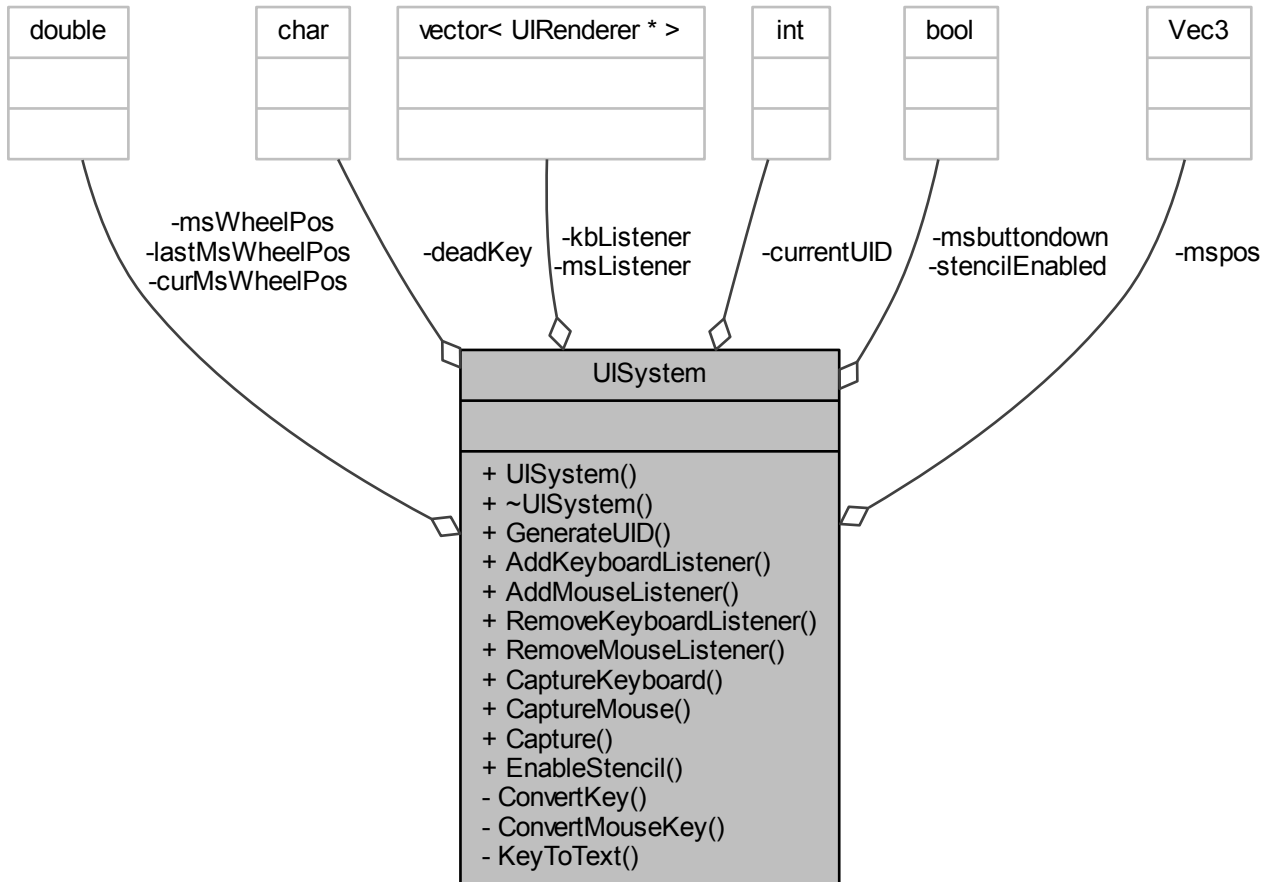 double
char
vector< UIRenderer * >
int
bool
Vec3
-msWheelPos
-lastMsWheelPos
-curMsWheelPos
-deadKey
-kbListener
-msListener
-currentUID
-msbuttondown
-stencilEnabled
-mspos
UISystem
+ UISystem()
+ ~UISystem()
+ GenerateUID()
+ AddKeyboardListener()
+ AddMouseListener()
+ RemoveKeyboardListener()
+ RemoveMouseListener()
+ CaptureKeyboard()
+ CaptureMouse()
+ Capture()
+ EnableStencil()
- ConvertKey()
- ConvertMouseKey()
- KeyToText()